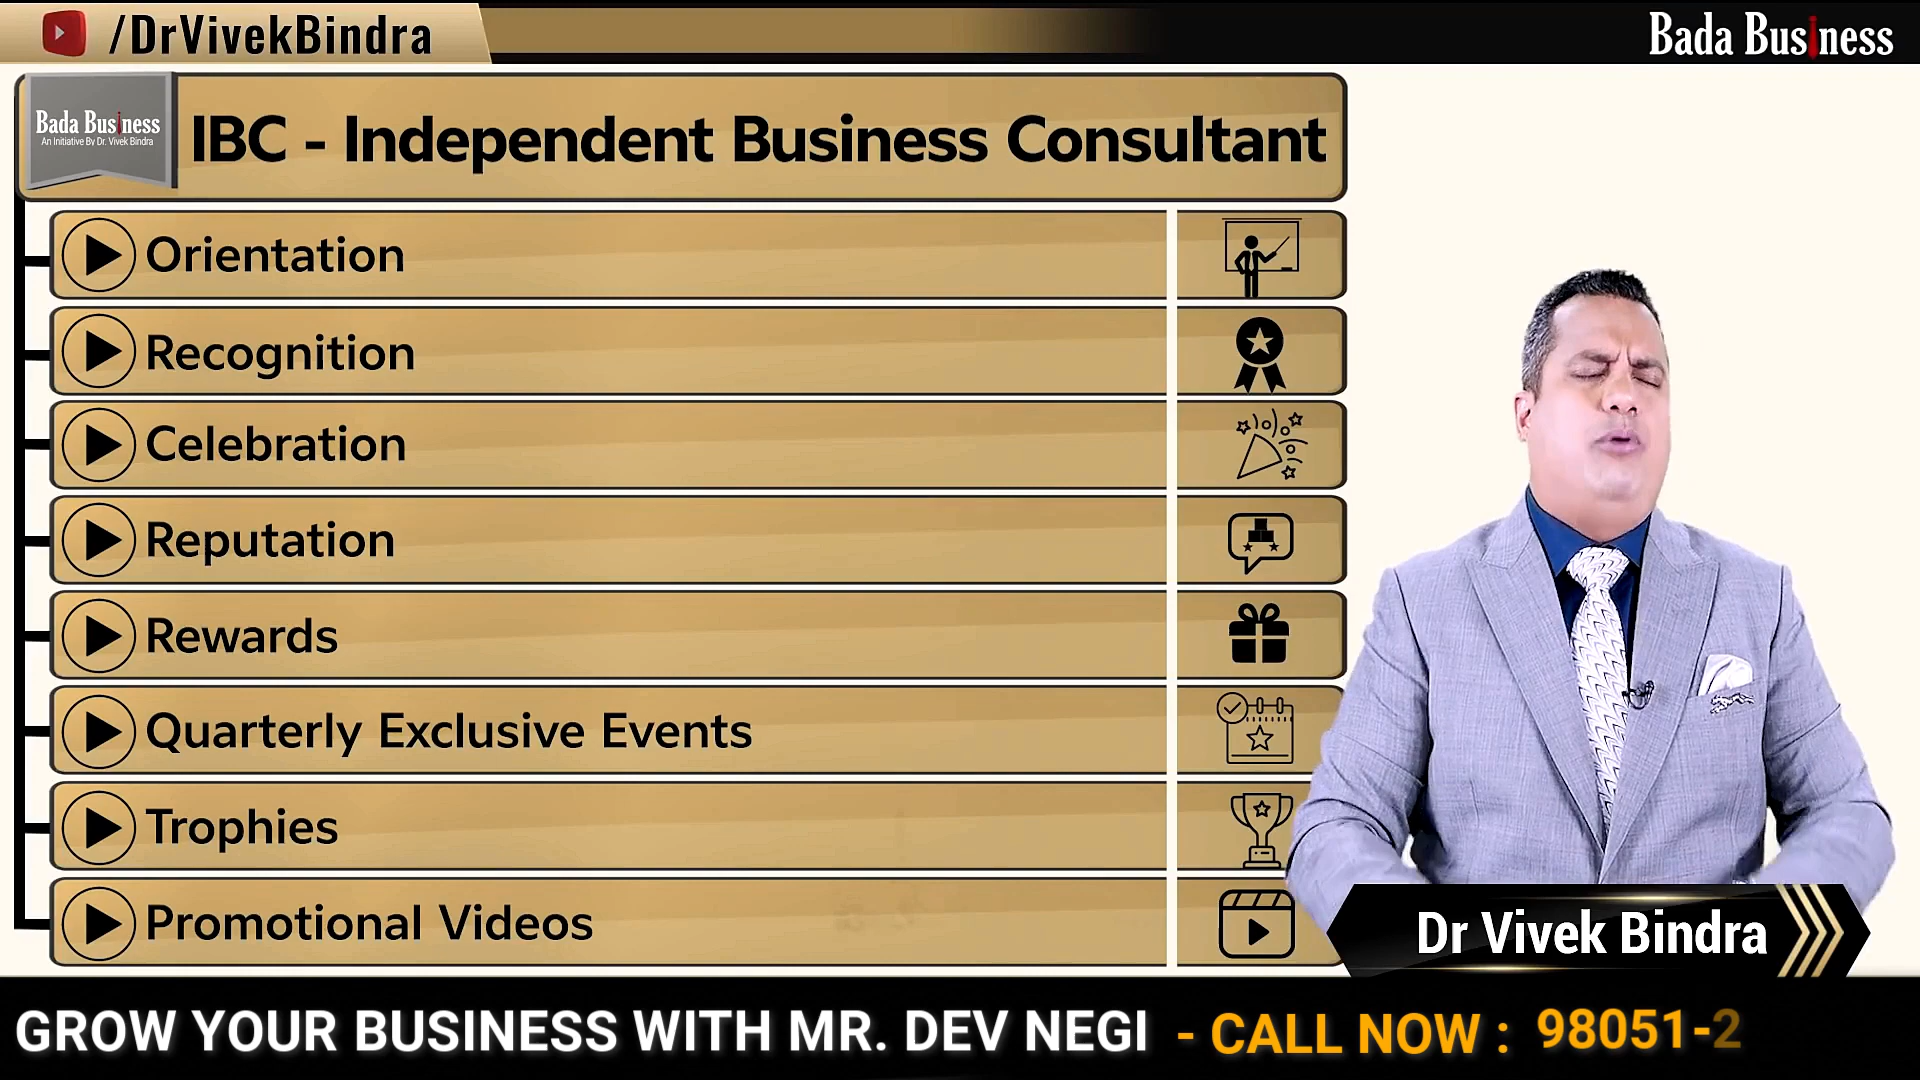 /DrVivekBindra
Bada Business
Bada Business
An Initiative By Dr. Vivek Bindra
IBC - Independent Business Consultant
Orientation
Recognition
Celebration
Reputation
Rewards
Quarterly Exclusive Events
Trophies
Promotional Videos
Dr Vivek Bindra
GROW YOUR BUSINESS WITH MR. DEV NEGI - CALL NOW : 98051-2